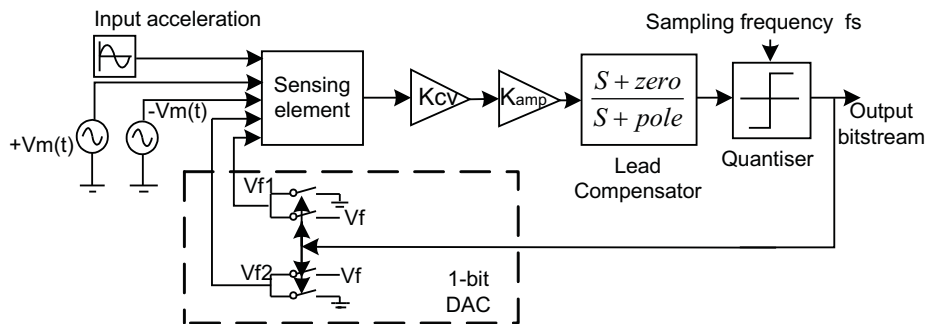 Input acceleration
Sampling frequency fs
Sensing
element
Kcv
Kamp
S + zero
S + pole
-Vm(t)
+Vm(t)
Output
bitstream
Lead
Compensator
Quantiser
Vf1
Vf
Vf2
Vf
1-bit
DAC